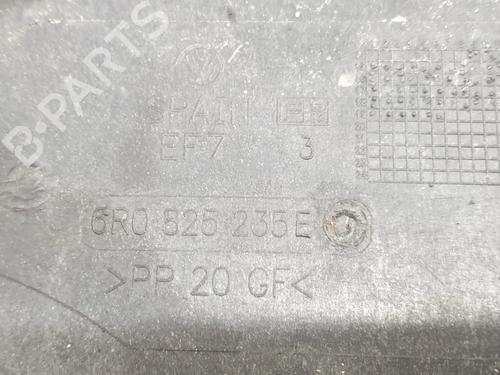 B-PARTS
SPAIN
EF7 3
6R0 825 235 E
>PP 20 GF<